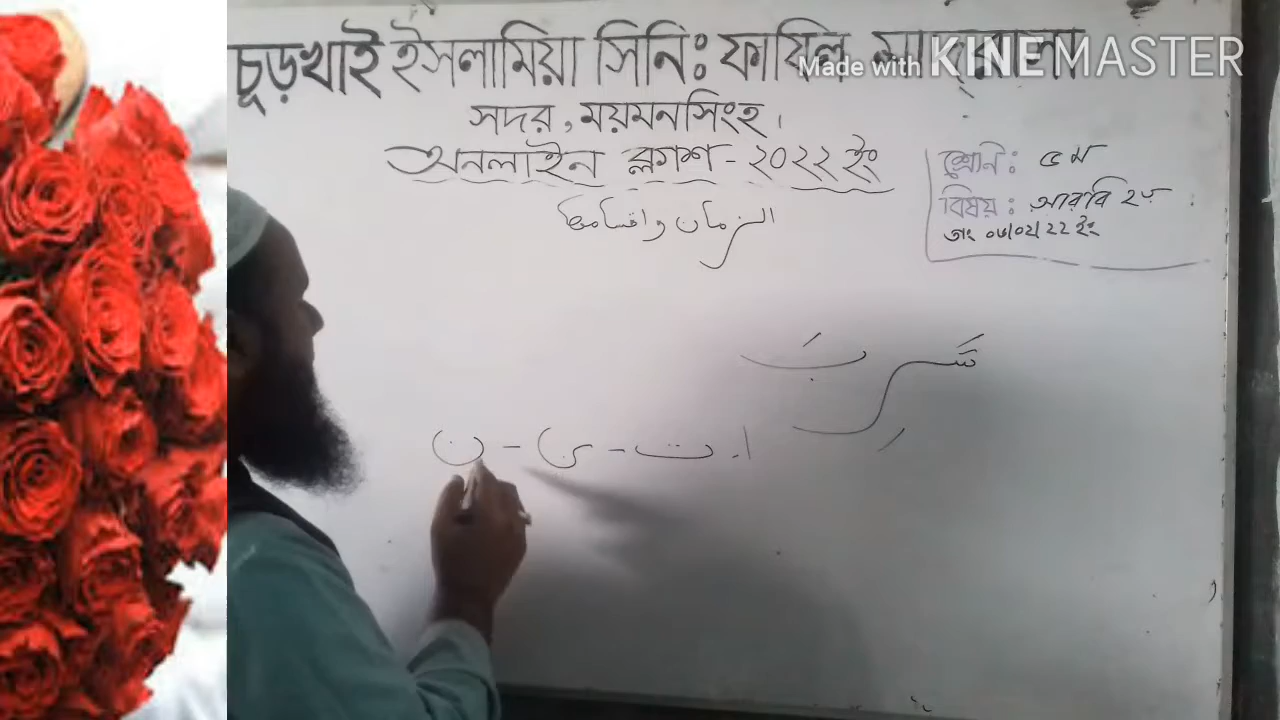 চূড়খাই ইসলামিয়া সিনিঃ ফাযিল মাদ্রাসা
Made with KINEMASTER
সদর, ময়মনসিংহ।
অনলাইন ক্লাশ - ২০২২ ইং
শ্রেনি: ৫ম
বিষয়: আরবি ২য়
তাং ০৬/০২/২২ ইং
الزمان واقسامها
شَرِبَ
ا - ت - ى - ن